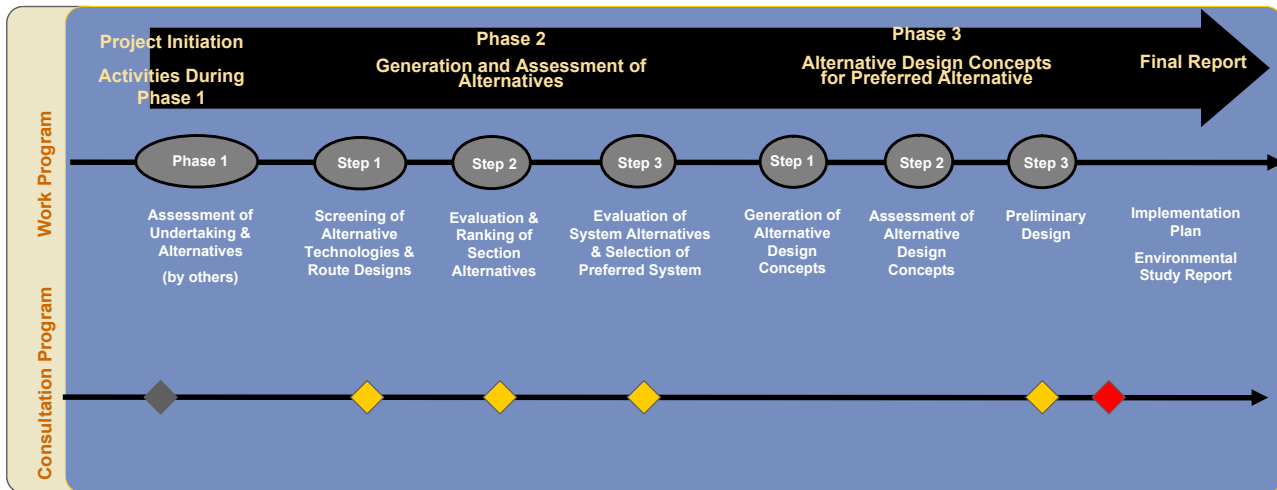 Project Initiation
Activities During
Phase 1
Phase 2
Generation and Assessment of
Alternatives
Phase 3
Alternative Design Concepts
for Preferred Alternative
Final Report
Work Program
Phase 1
Step 1
Step 2
Step 3
Step 1
Step 2
Step 3
Assessment of
Undertaking &
Alternatives
(by others)
Screening of
Alternative
Technologies &
Route Designs
Evaluation &
Ranking of
Section
Alternatives
Evaluation of
System Alternatives
& Selection of
Preferred System
Generation of
Alternative
Design
Concepts
Assessment of
Alternative
Design
Concepts
Preliminary
Design
Implementation
Plan
Environmental
Study Report
Consultation Program